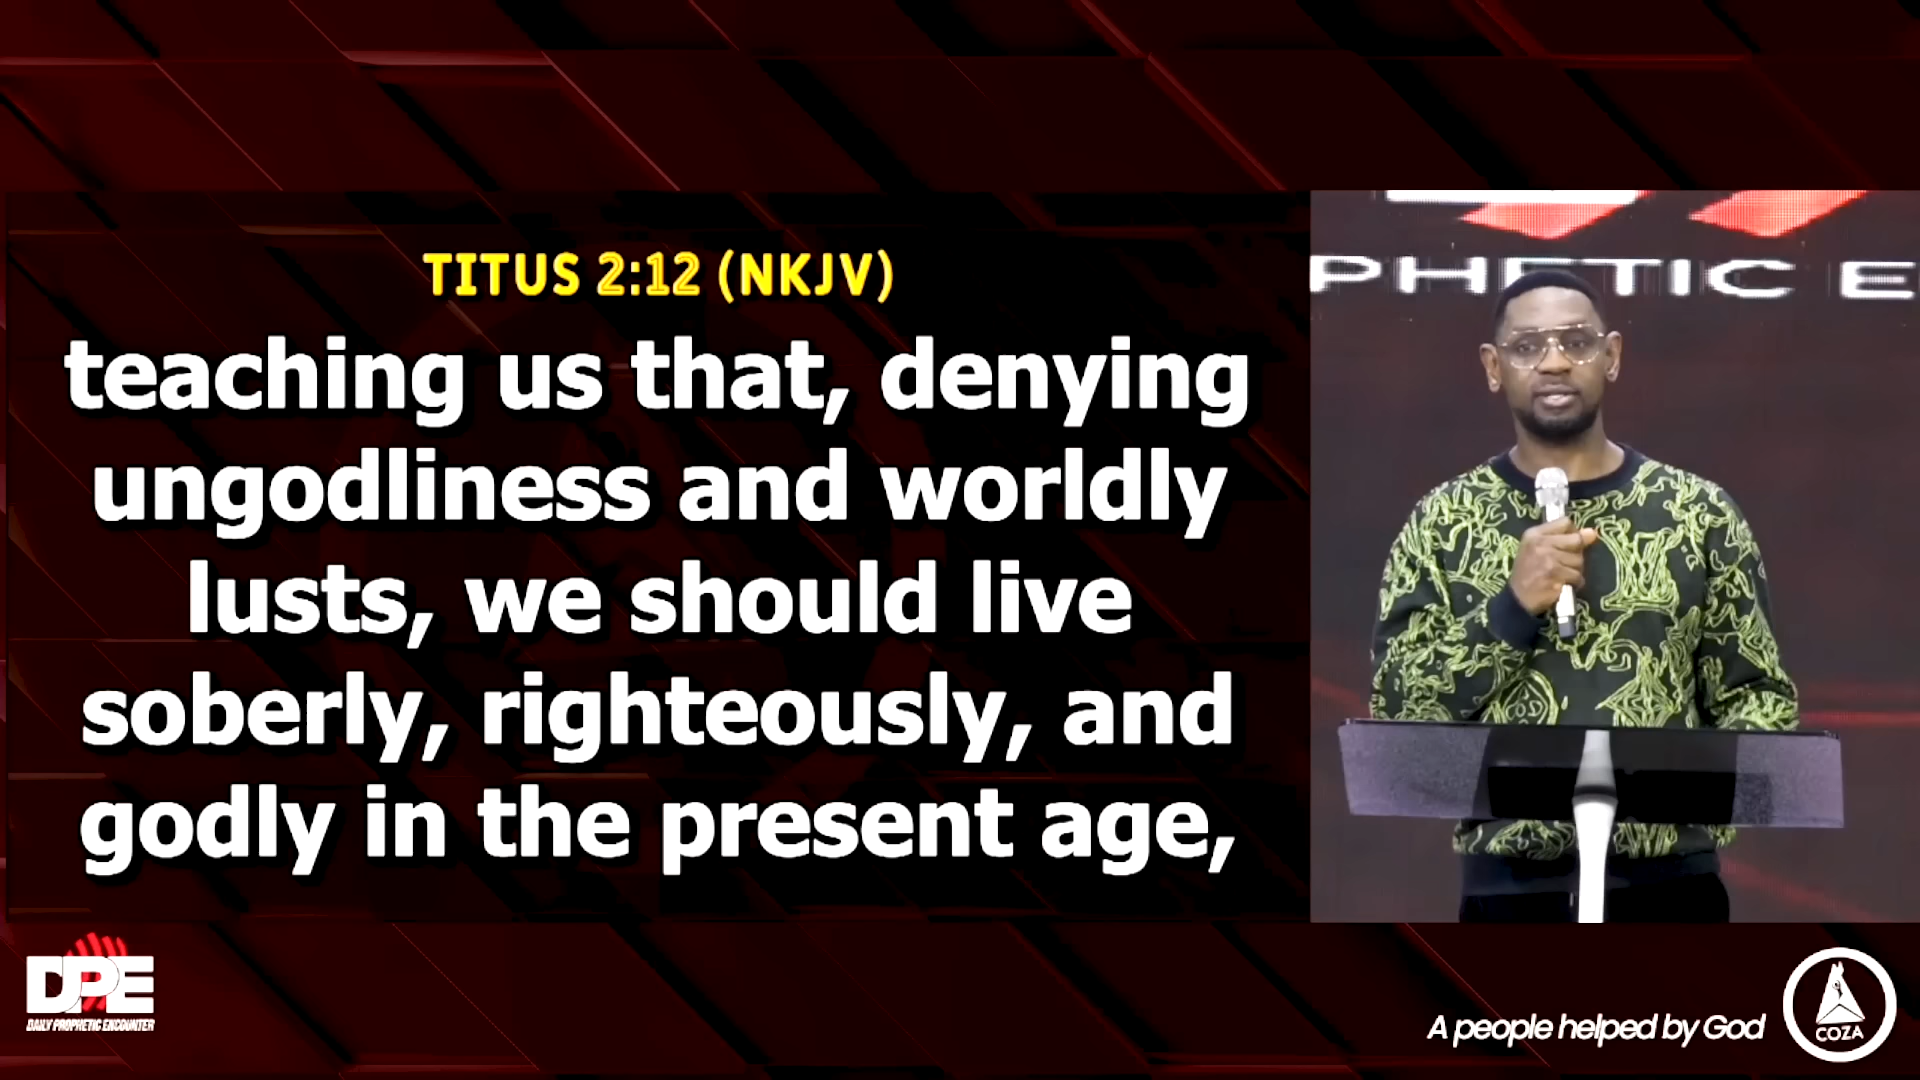 TITUS 2:12 (NKJV)
teaching us that, denying
ungodliness and worldly
lusts, we should live
soberly, righteously, and
godly in the present age,
PHETIC E
DPE
DAILY PROPHETIC ENCOUNTER
A people helped by God
COZA